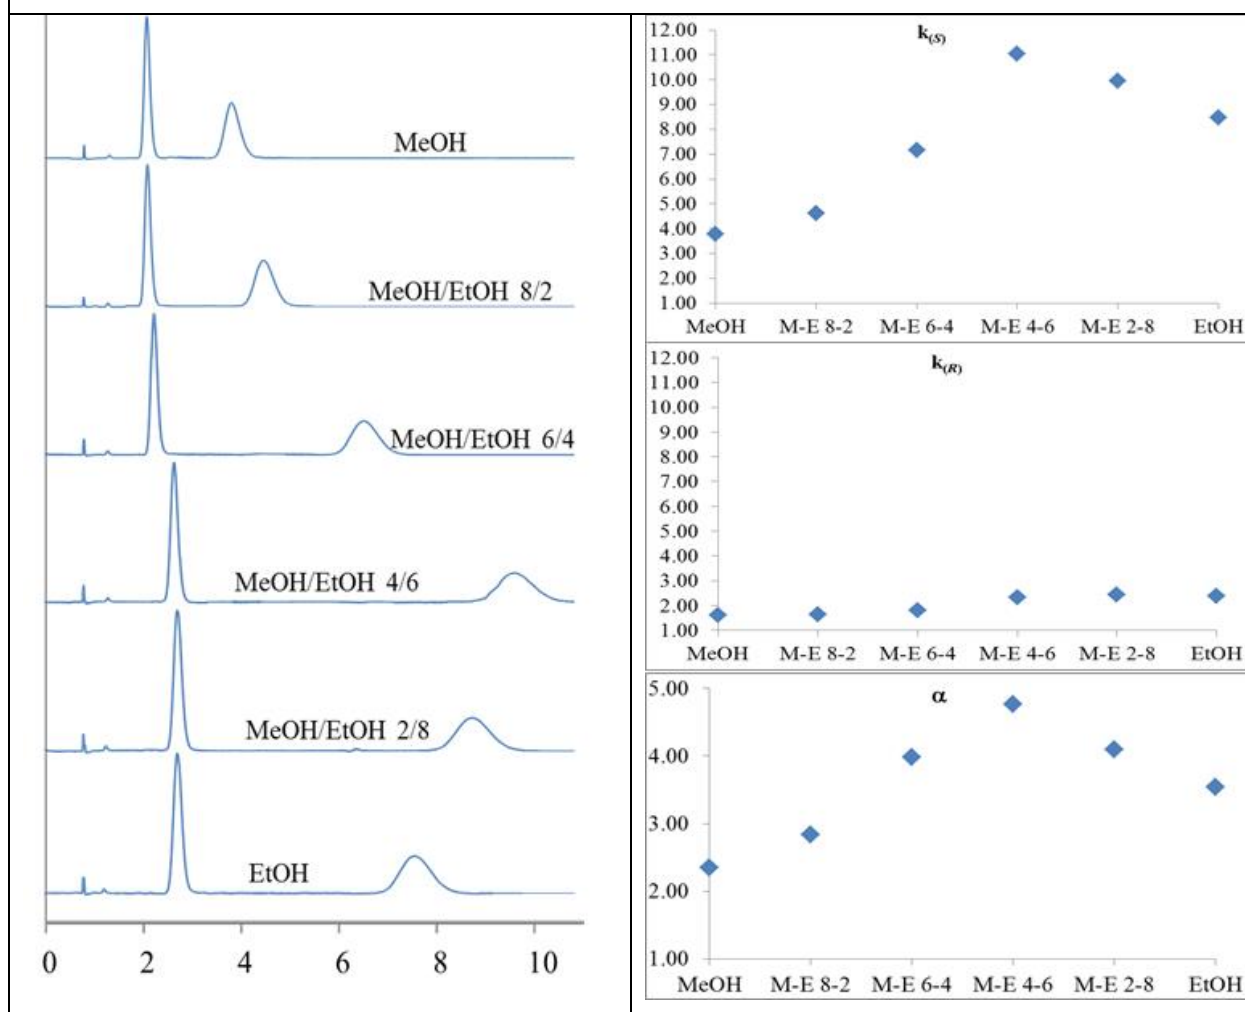 MeOH
MeOH/EtOH 8/2
MeOH/EtOH 6/4
MeOH/EtOH 4/6
MeOH/EtOH 2/8
EtOH
0 2 4 6 8 10
k(S)
12.00
11.00
10.00
9.00
8.00
7.00
6.00
5.00
4.00
3.00
2.00
1.00
MeOH M-E 8-2 M-E 6-4 M-E 4-6 M-E 2-8 EtOH
k(R)
12.00
11.00
10.00
9.00
8.00
7.00
6.00
5.00
4.00
3.00
2.00
1.00
MeOH M-E 8-2 M-E 6-4 M-E 4-6 M-E 2-8 EtOH
α
5.00
4.00
3.00
2.00
1.00
MeOH M-E 8-2 M-E 6-4 M-E 4-6 M-E 2-8 EtOH